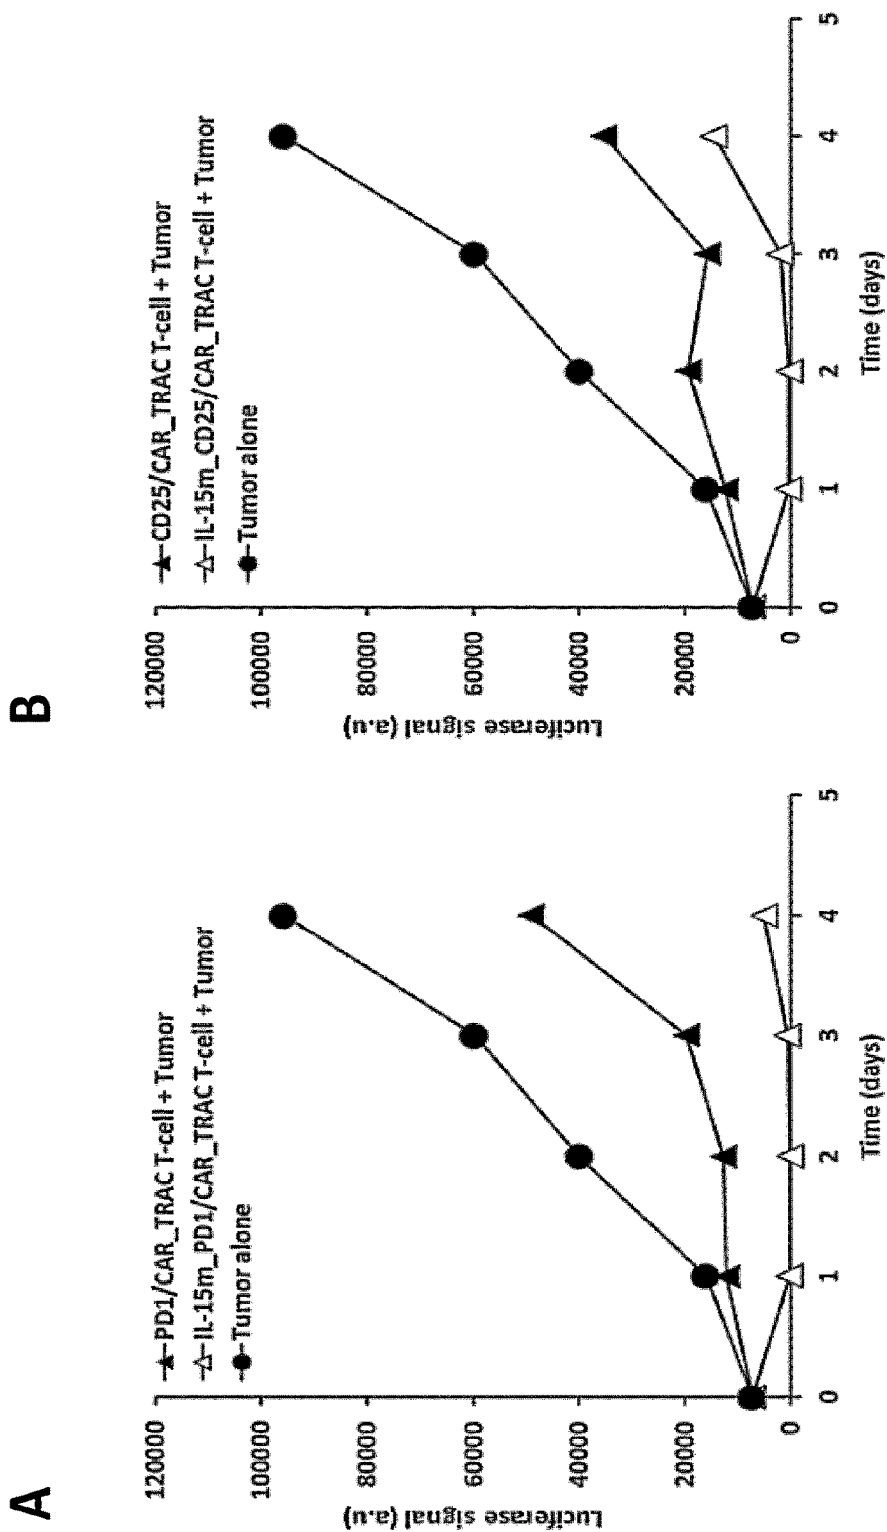 A
PD1/CAR_TRAC T-cell + Tumor
IL-15m_PD1/CAR_TRAC T-cell + Tumor
Tumor alone
120000
100000
80000
60000
40000
20000
0
Luciferase signal (a.u)
0 1 2 3 4 5
Time (days)
B
CD25/CAR_TRAC T-cell + Tumor
IL-15m_CD25/CAR_TRAC T-cell + Tumor
Tumor alone
120000
100000
80000
60000
40000
20000
0
Luciferase signal (a.u)
0 1 2 3 4 5
Time (days)